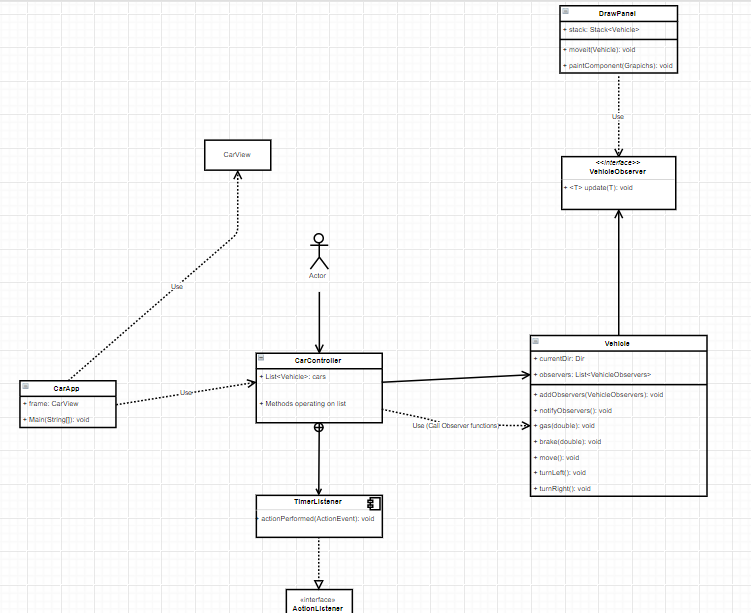 DrawPanel
+ stack: Stack<Vehicle>
+ moveit(Vehicle): void
+ paintComponent(Grapichs): void
Use
<<interface>>
VehicleObserver
+ <T> update(T): void
CarView
Use
Actor
CarController
+ List<Vehicle>: cars
+ Methods operating on list
CarApp
+ frame: CarView
+ Main(String[]): void
Use
Use (Call Observer functions)
Vehicle
+ currentDir: Dir
+ observers: List<VehicleObservers>
+ addObservers(VehicleObservers): void
+ notifyObservers(): void
+ gas(double): void
+ brake(double): void
+ move(): void
+ turnLeft(): void
+ turnRight(): void
TimerListener
+ actionPerformed(ActionEvent): void
«interface»
ActionListener